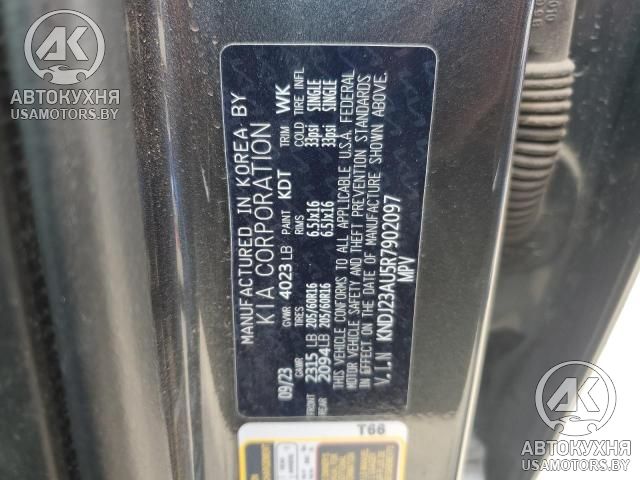 MANUFACTURED IN KOREA BY
KIA CORPORATION
09/23 GVWR 4023 LB PAINT KDT TRIM WK
GAWR TIRES RIMS COLD TIRE INFL
FRONT 2315 LB 205/60R16 6.5Jx16 33psi SINGLE
REAR 2094 LB 205/60R16 6.5Jx16 33psi SINGLE
THIS VEHICLE CONFORMS TO ALL APPLICABLE U.S.A. FEDERAL
MOTOR VEHICLE SAFETY AND THEFT PREVENTION STANDARDS
IN EFFECT ON THE DATE OF MANUFACTURE SHOWN ABOVE.
V.I.N KNDJ23AU5R7902097
MPV
T66
АК
АВТОКУХНЯ
USAMOTORS.BY
АК
АВТОКУХНЯ
USAMOTORS.BY